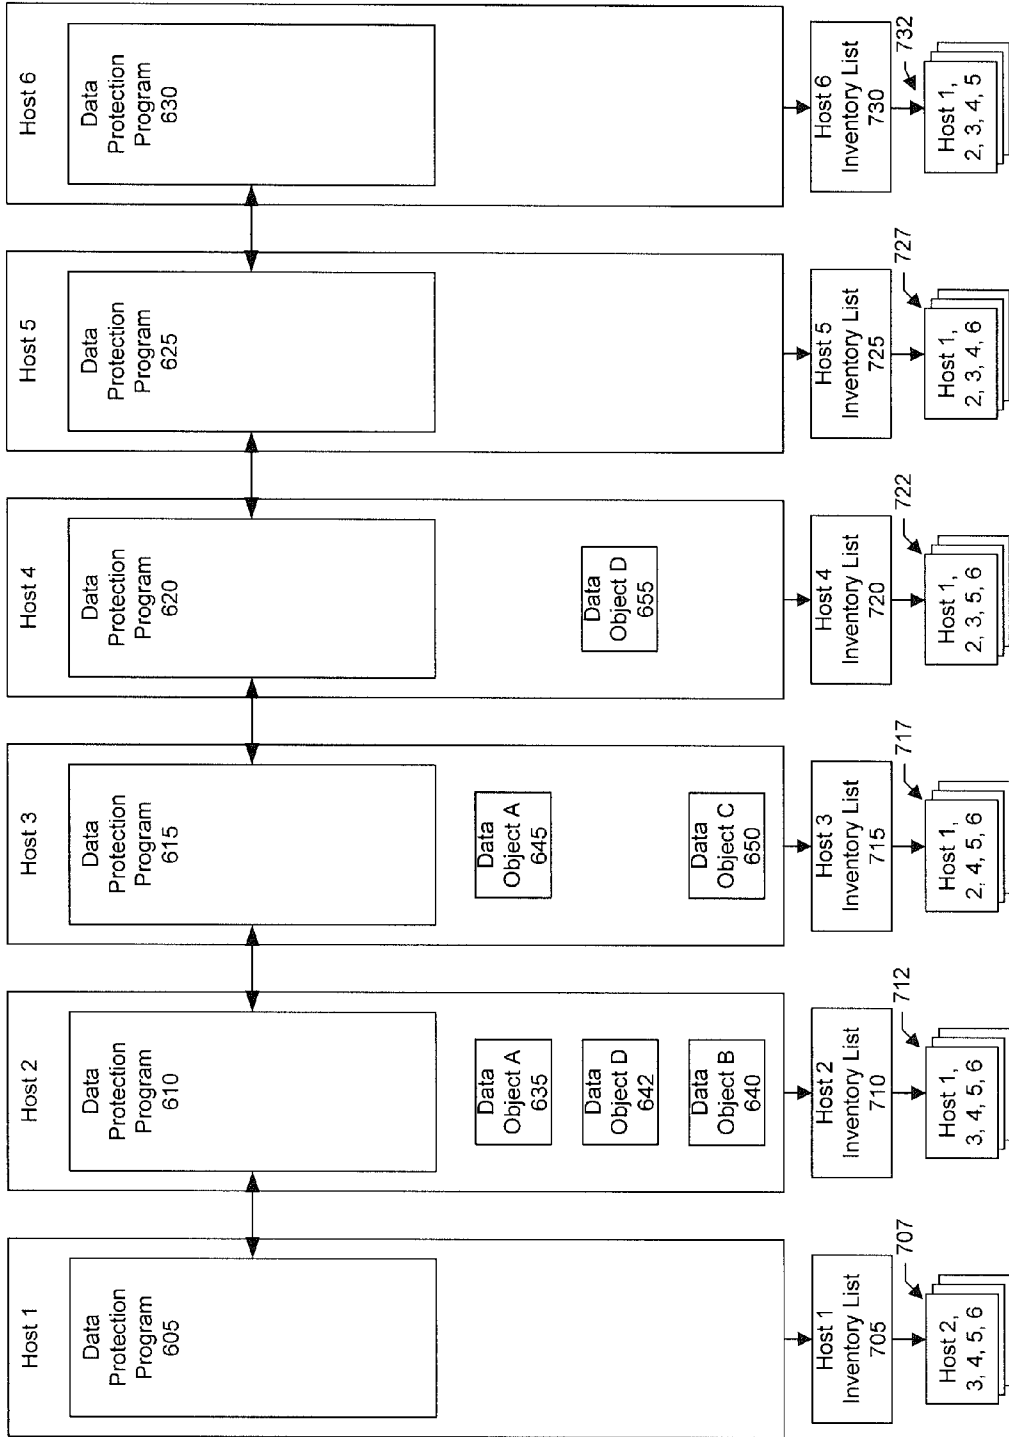 Host 1
Data
Protection
Program
605
Host 1
Inventory List
705
707
Host 2,
3, 4, 5, 6
Host 2
Data
Protection
Program
610
Data
Object A
635
Data
Object D
642
Data
Object B
640
Host 2
Inventory List
710
712
Host 1,
3, 4, 5, 6
Host 3
Data
Protection
Program
615
Data
Object A
645
Data
Object C
650
Host 3
Inventory List
715
717
Host 1,
2, 4, 5, 6
Host 4
Data
Protection
Program
620
Data
Object D
655
Host 4
Inventory List
720
722
Host 1,
2, 3, 5, 6
Host 5
Data
Protection
Program
625
Host 5
Inventory List
725
727
Host 1,
2, 3, 4, 6
Host 6
Data
Protection
Program
630
Host 6
Inventory List
730
732
Host 1,
2, 3, 4, 5